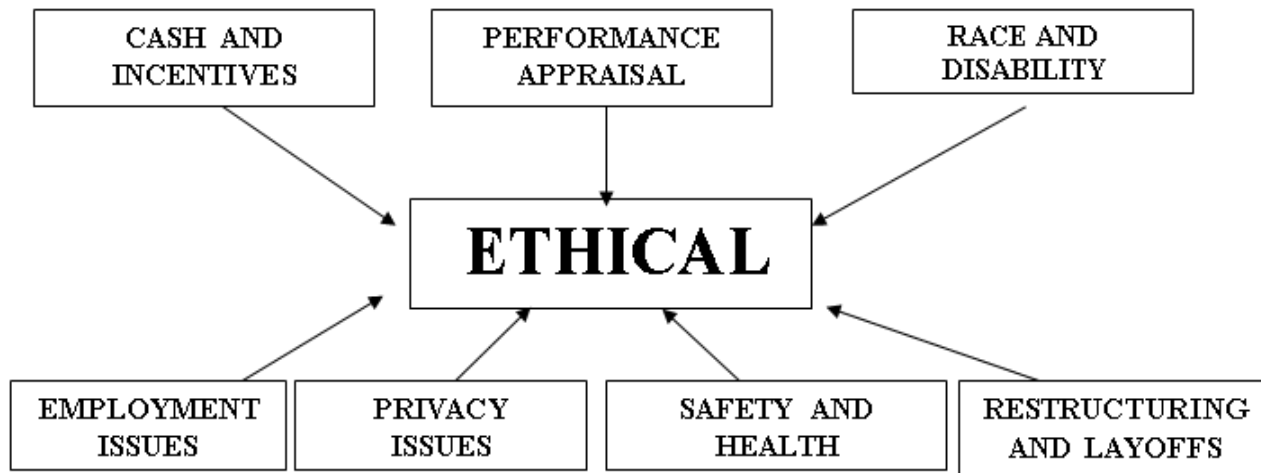 CASH AND
INCENTIVES
PERFORMANCE
APPRAISAL
RACE AND
DISABILITY
ETHICAL
EMPLOYMENT
ISSUES
PRIVACY
ISSUES
SAFETY AND
HEALTH
RESTRUCTURING
AND LAYOFFS